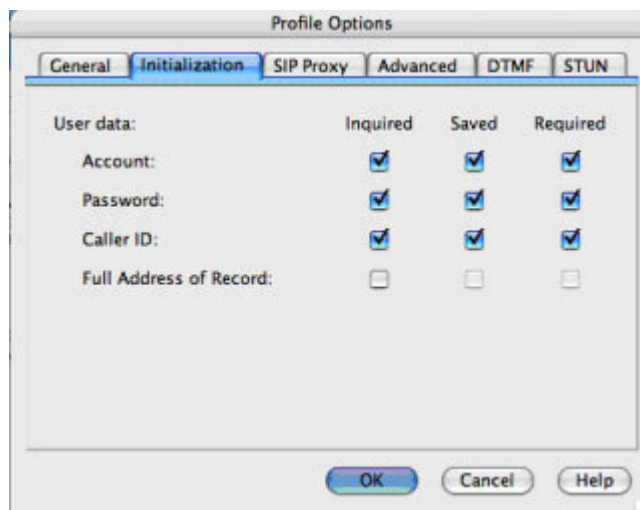 Profile Options
General Initialization SIP Proxy Advanced DTMF STUN
User data: Inquired Saved Required
Account:
Password:
Caller ID:
Full Address of Record:
OK Cancel Help